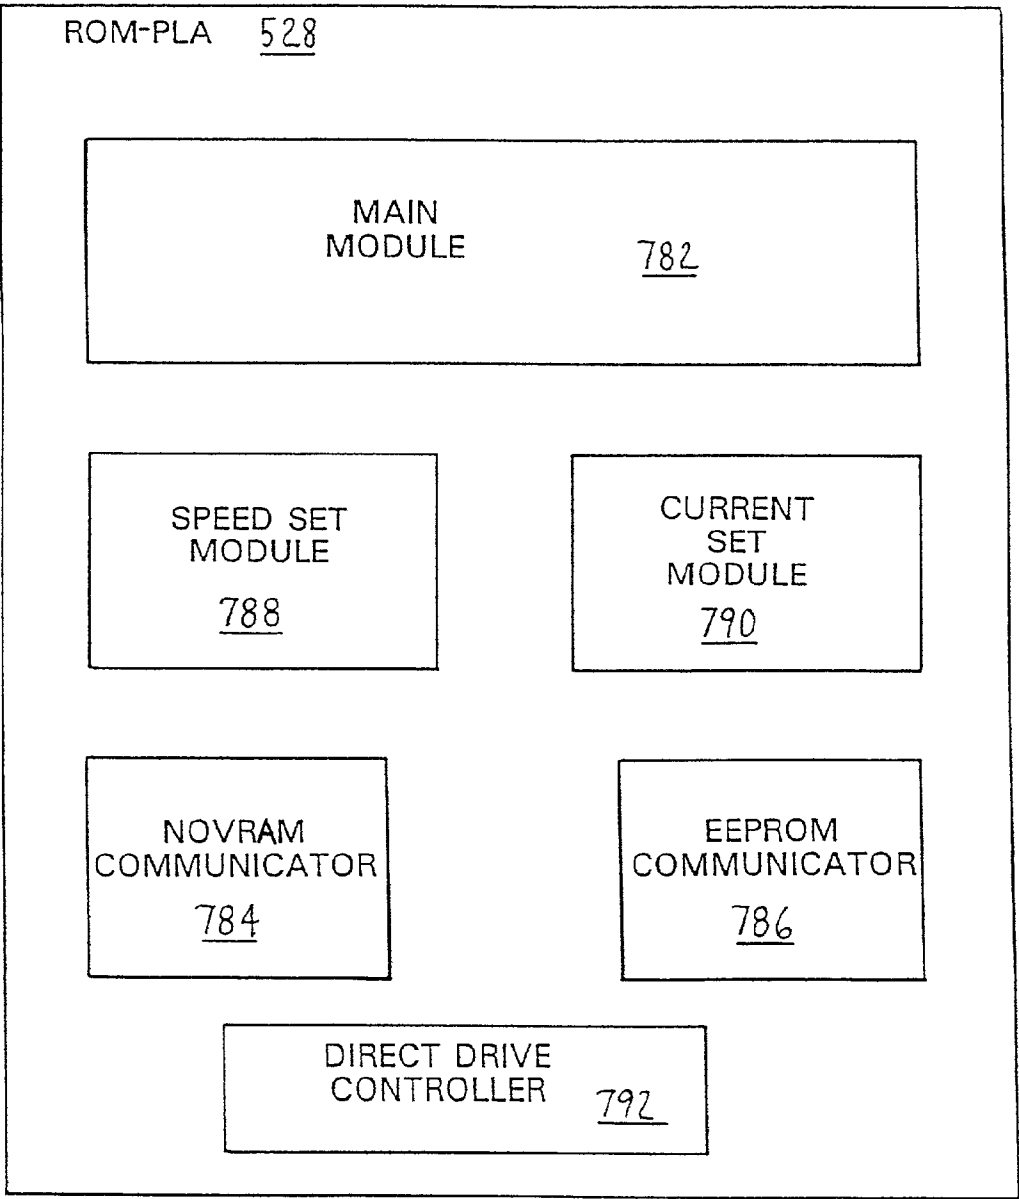 ROM-PLA 528
MAIN
MODULE 782
SPEED SET
MODULE
788
CURRENT
SET
MODULE
790
NOVRAM
COMMUNICATOR
784
EEPROM
COMMUNICATOR
786
DIRECT DRIVE
CONTROLLER 792